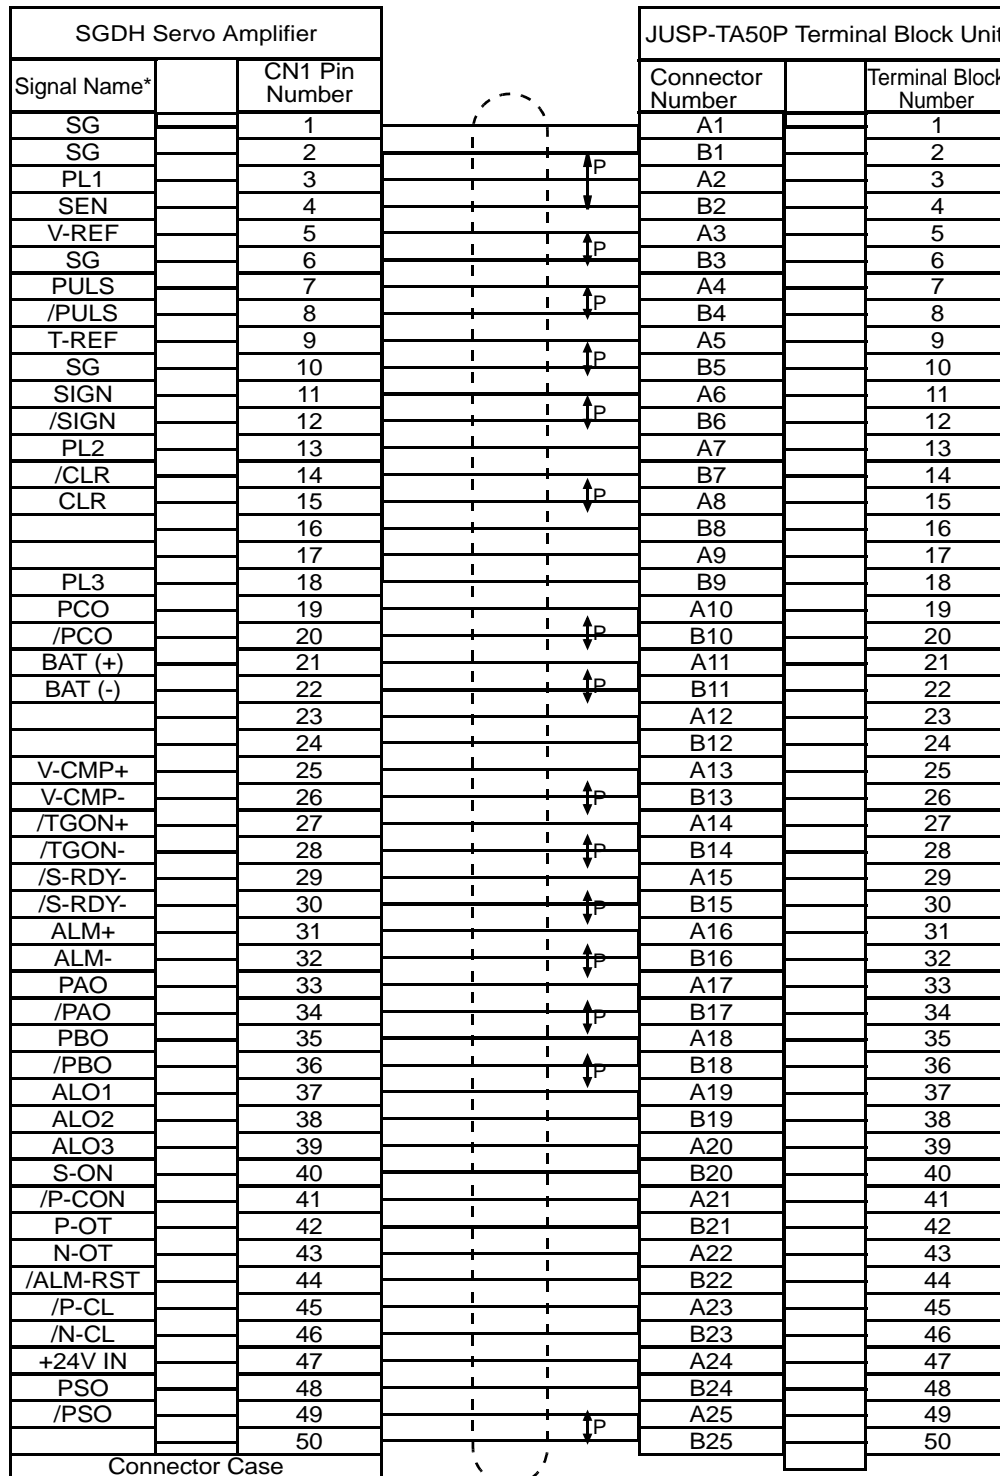 SGDH Servo Amplifier JUSP-TA50P Terminal Block Unit
Signal Name* CN1 Pin Number Connector Number Terminal Block Number
SG 1 A1 1
SG 2 B1 2
P
PL1 3 A2 3
SEN 4 B2 4
V-REF 5 A3 5
P
SG 6 B3 6
PULS 7 A4 7
P
/PULS 8 B4 8
T-REF 9 A5 9
P
SG 10 B5 10
SIGN 11 A6 11
P
/SIGN 12 B6 12
PL2 13 A7 13
/CLR 14 B7 14
P
CLR 15 A8 15
16 B8 16
17 A9 17
PL3 18 B9 18
PCO 19 A10 19
/PCO 20 P B10 20
BAT (+) 21 A11 21
BAT (-) 22 P B11 22
23 A12 23
24 B12 24
V-CMP+ 25 A13 25
V-CMP- 26 P B13 26
/TGON+ 27 A14 27
/TGON- 28 P B14 28
/S-RDY- 29 A15 29
/S-RDY- 30 P B15 30
ALM+ 31 A16 31
ALM- 32 P B16 32
PAO 33 A17 33
/PAO 34 P B17 34
PBO 35 A18 35
/PBO 36 P B18 36
ALO1 37 A19 37
ALO2 38 B19 38
ALO3 39 A20 39
S-ON 40 B20 40
/P-CON 41 A21 41
P-OT 42 B21 42
N-OT 43 A22 43
/ALM-RST 44 B22 44
/P-CL 45 A23 45
/N-CL 46 B23 46
+24V IN 47 A24 47
PSO 48 B24 48
/PSO 49 A25 49
P
50 B25 50
Connector Case